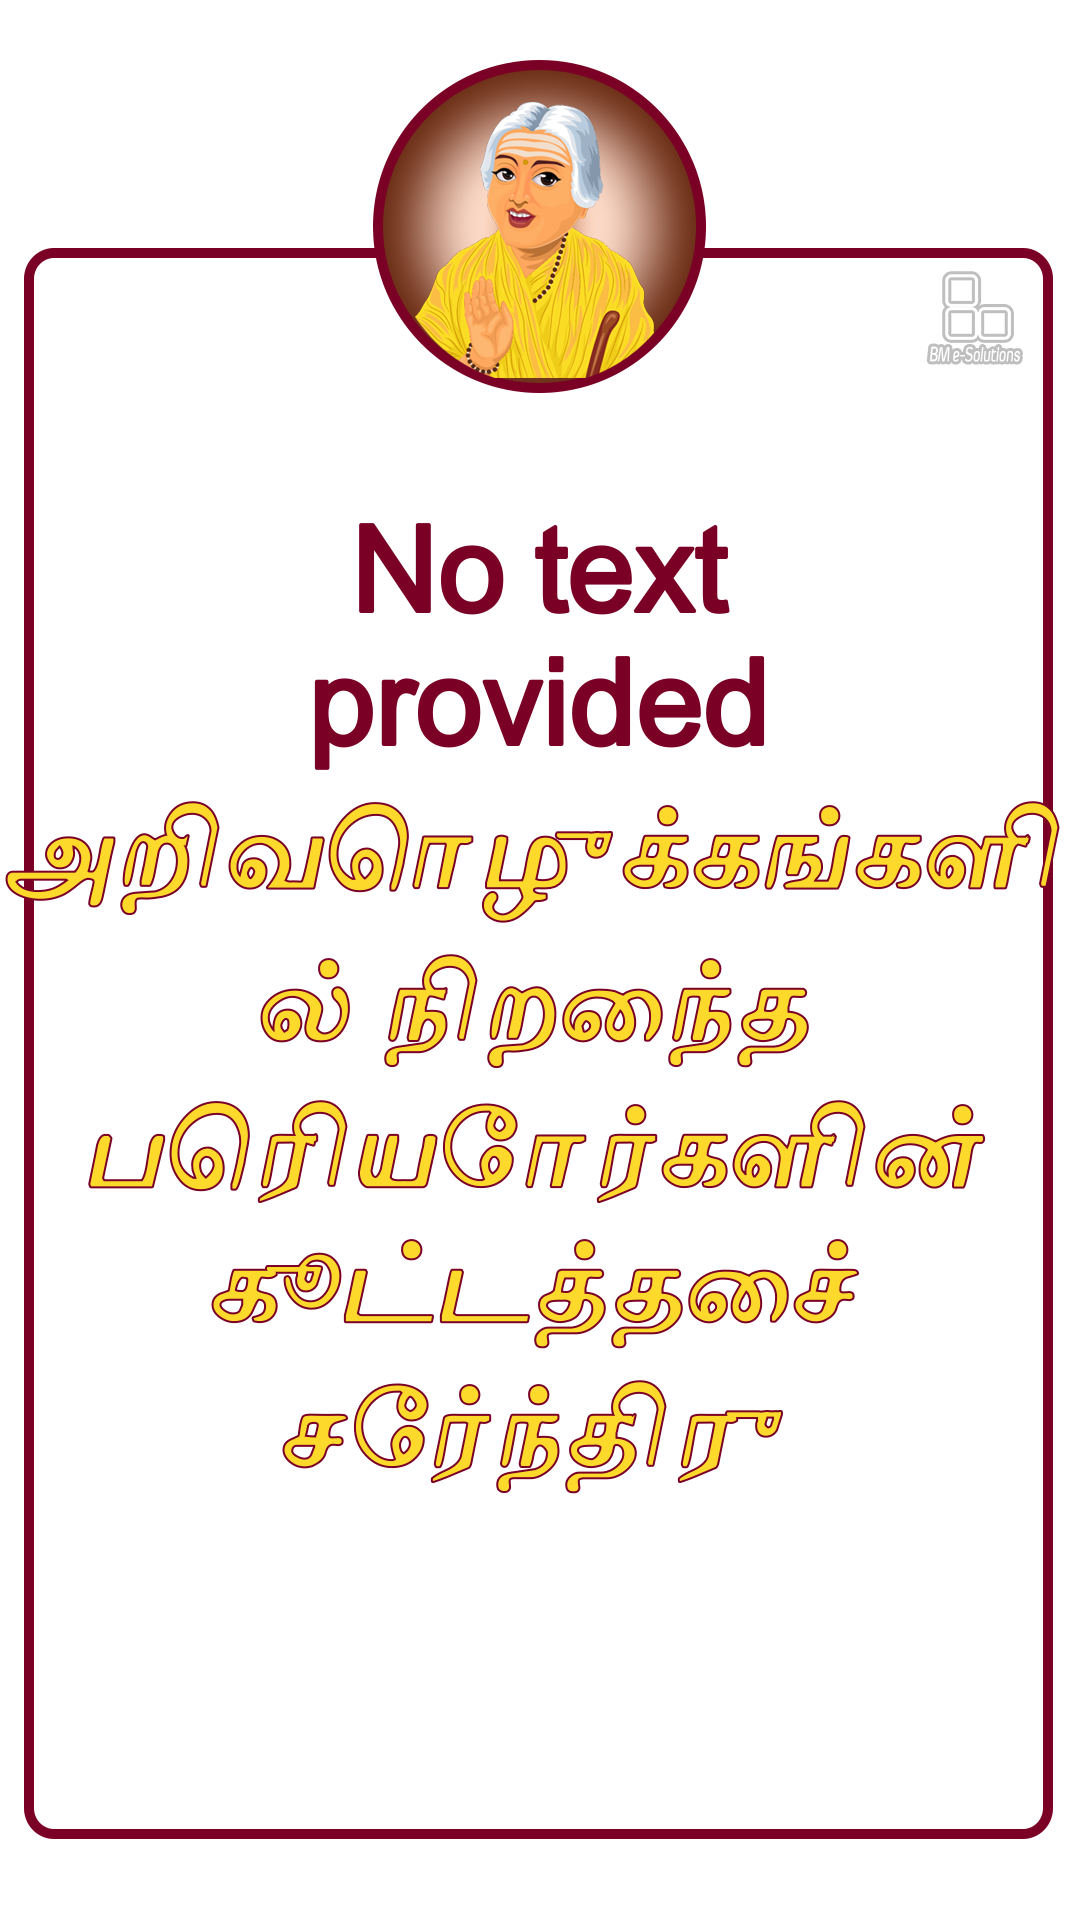 BM e-Solutions
No text
provided
அறிவொழுக்கங்களி
ல் நிறைந்த
பெரியோர்களின்
கூட்டத்தைச்
சேர்ந்திரு